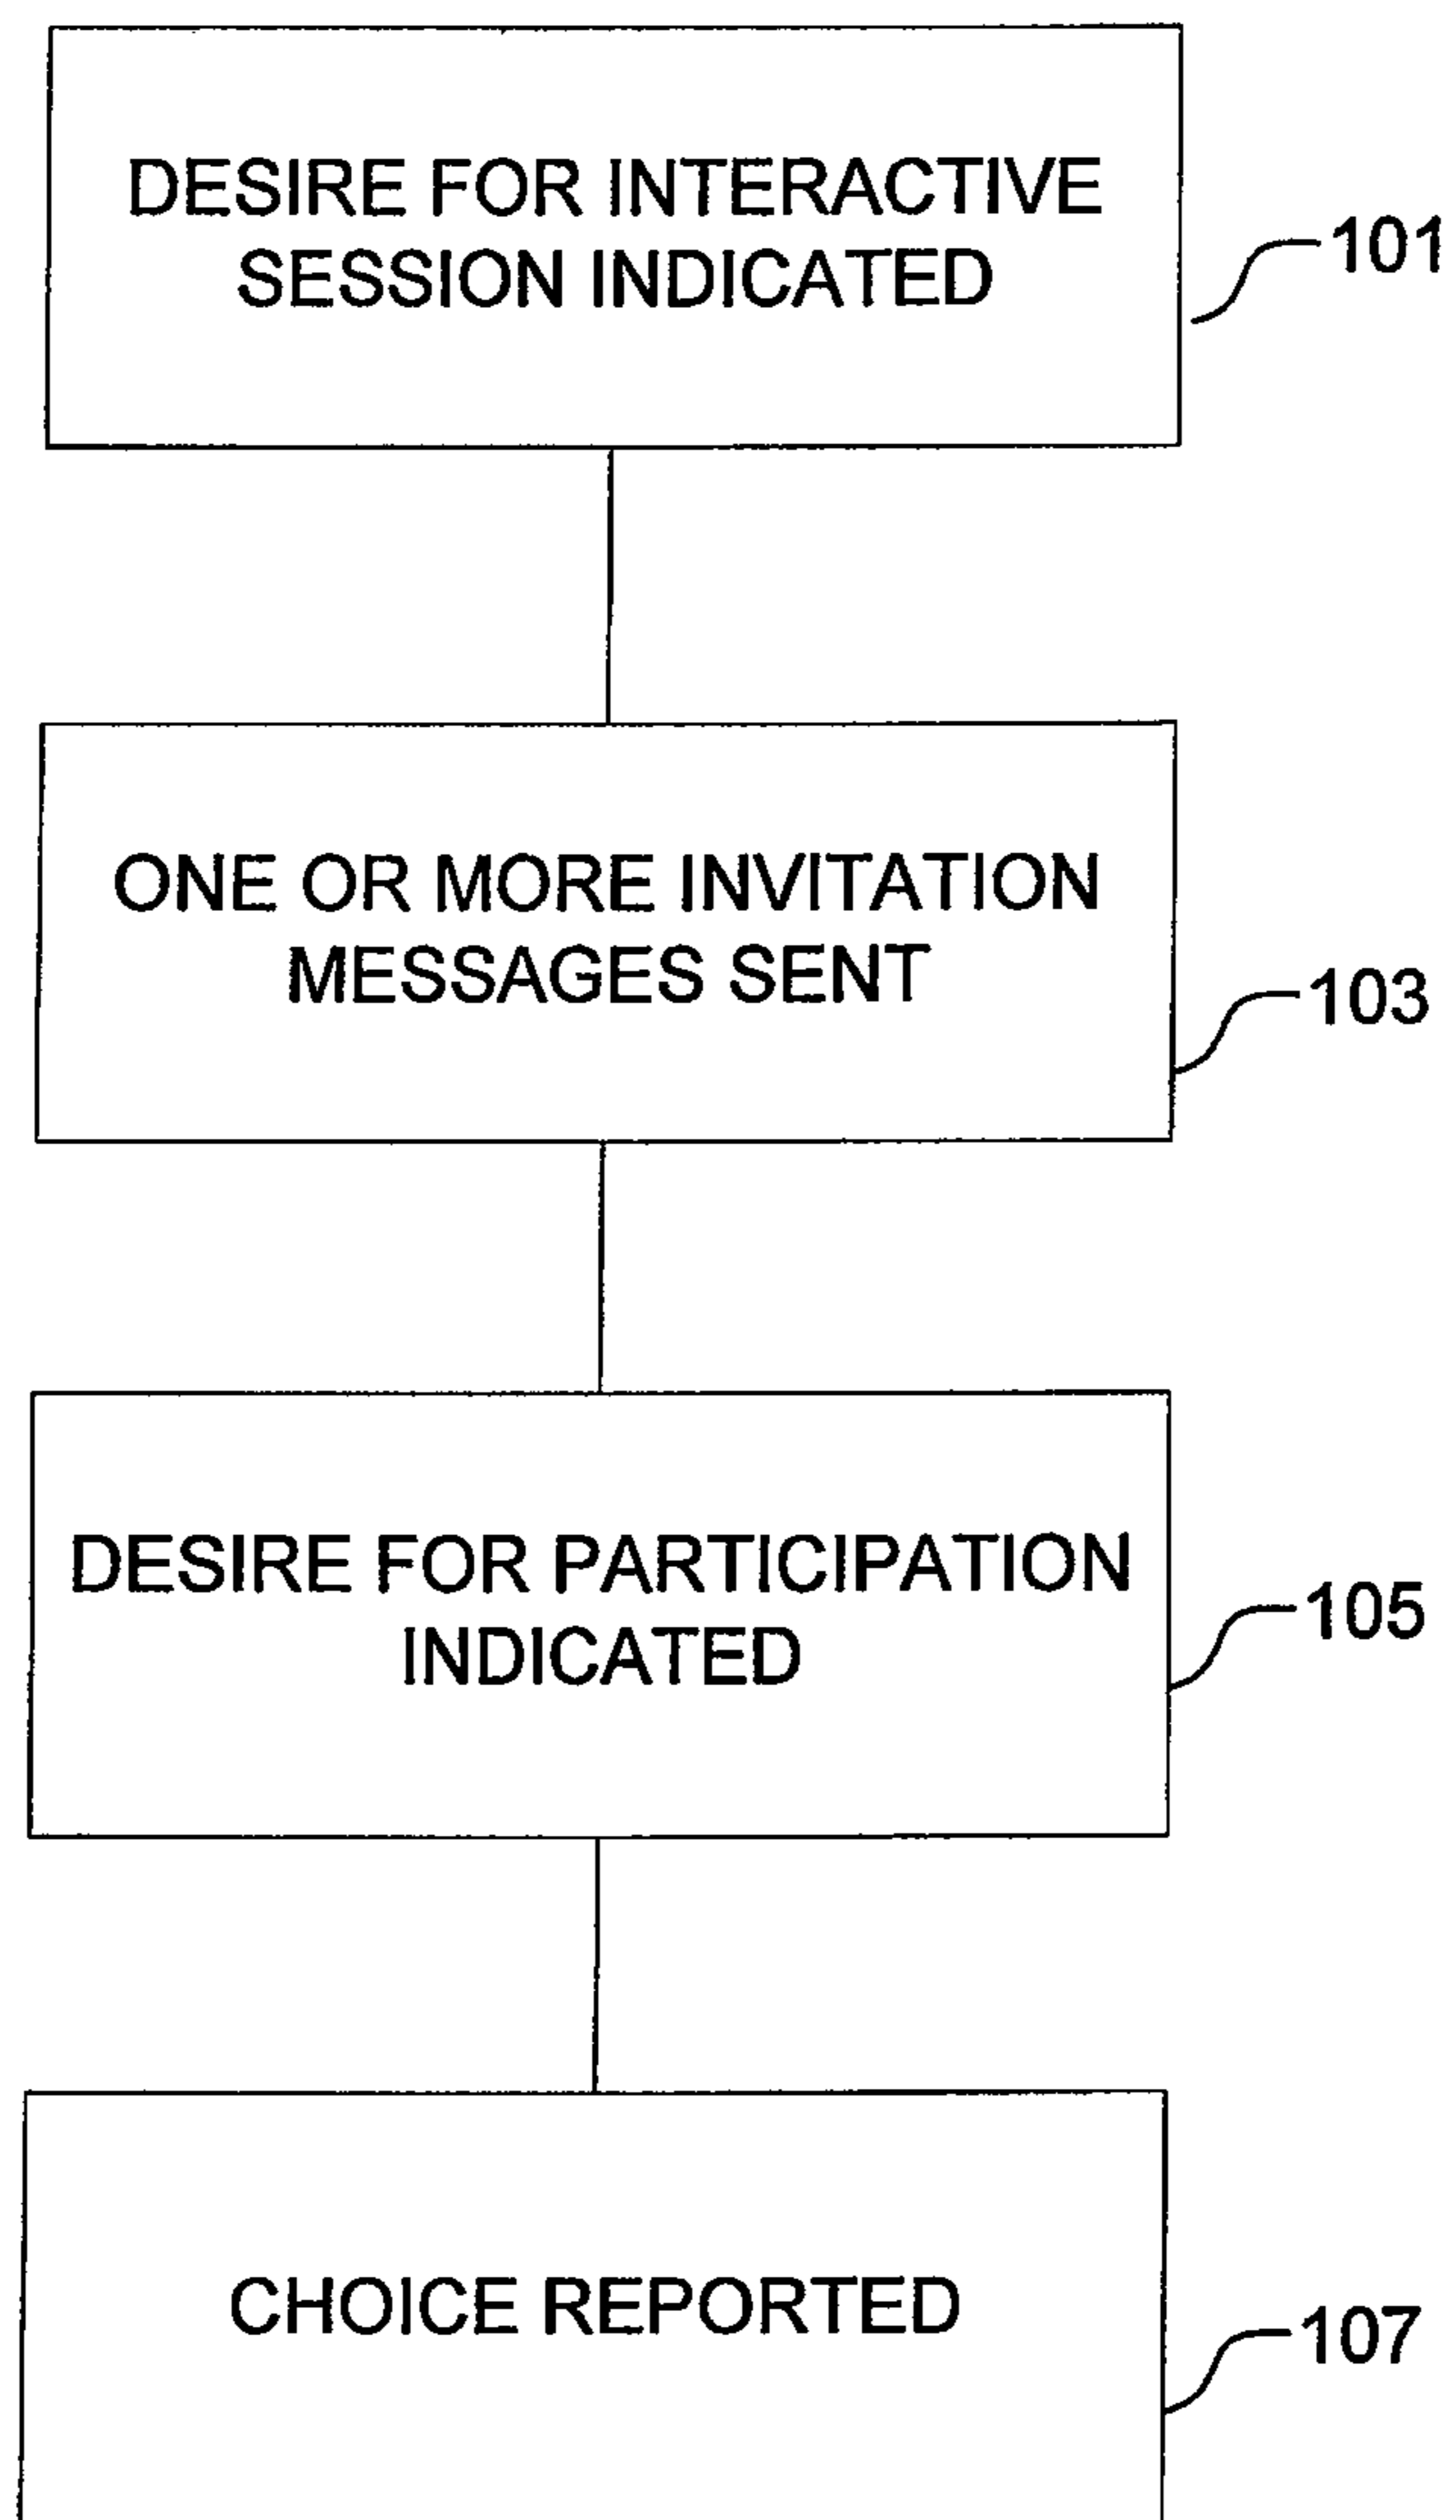 DESIRE FOR INTERACTIVE
SESSION INDICATED
101
ONE OR MORE INVITATION
MESSAGES SENT
103
DESIRE FOR PARTICIPATION
INDICATED
105
CHOICE REPORTED
107